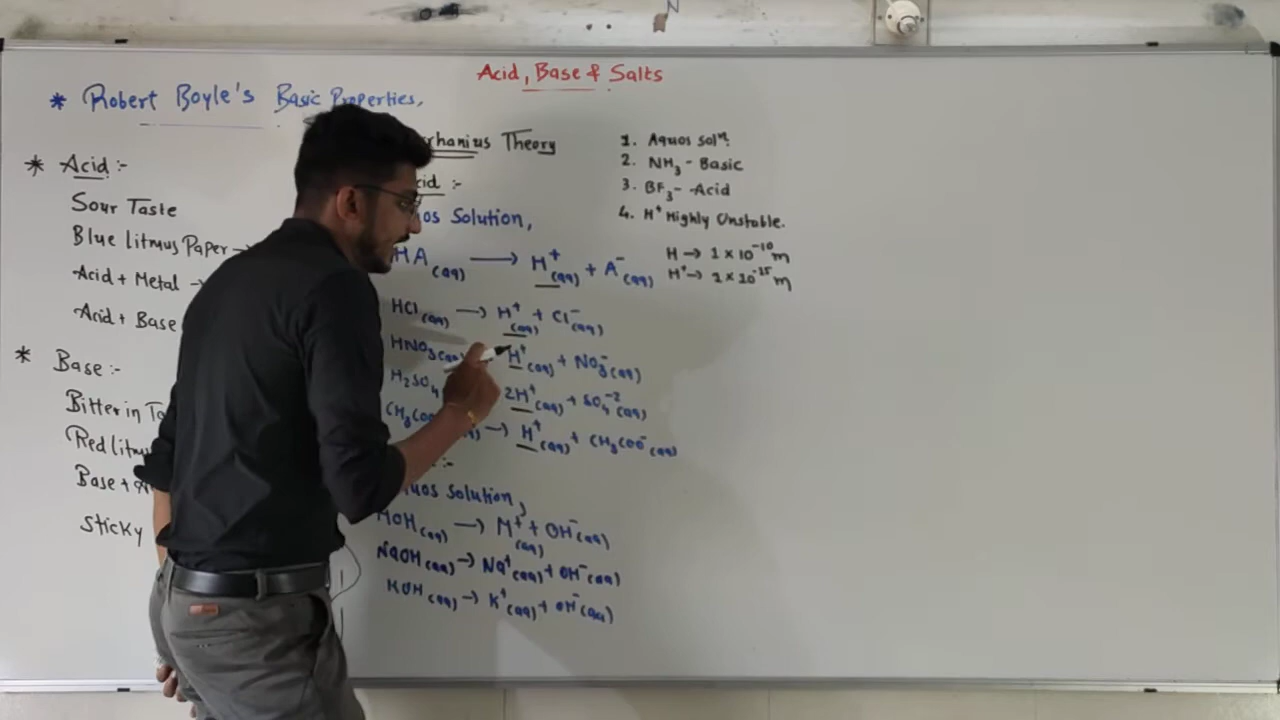 Acid, Base & Salts
* Robert Boyle's Basic Properties,
* Acid :-
Sour Taste
Blue Litmus Paper →
Acid + Metal →
Acid + Base
* Base :-
Bitter in
Red
Base +
Sticky
Theory
:-
Solution,
HA (aq) → H⁺ (aq) + A⁻ (aq)
HCl (aq) → H⁺ (aq) + Cl⁻ (aq)
HNO₃ (aq) H⁺ (aq) + NO₃⁻ (aq)
H₂SO₄ 2H⁺ (aq) + SO₄⁻² (aq)
→ H⁺ (aq) + CH₃COO⁻ (aq)
:-
Solution,
MOH (aq) → M⁺ (aq) + OH⁻ (aq)
NaOH (aq) → Na⁺ (aq) + OH⁻ (aq)
KOH (aq) → K⁺ (aq) + OH⁻ (aq)
1. Aquos Solⁿ.
2. NH₃ - Basic
3. BF₃ - Acid
4. H⁺ Highly Unstable.
H → 1 × 10⁻¹⁰ m
H⁺ → 1 × 10⁻¹⁵ m